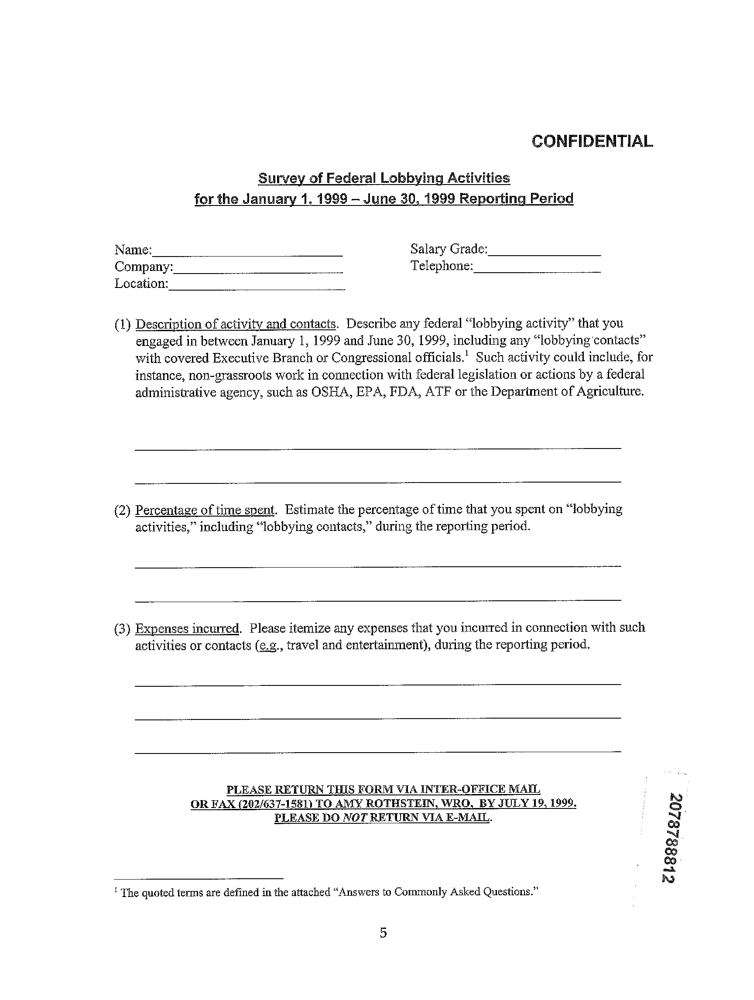 CONFIDENTIAL
Survey of Federal Lobbying Activities
for the January 1, 1999 – June 30, 1999 Reporting Period
Name:
Salary Grade:
Company:
Telephone:
Location:
(1) Description of activity and contacts. Describe any federal “lobbying activity” that you
engaged in between January 1, 1999 and June 30, 1999, including any “lobbying contacts”
with covered Executive Branch or Congressional officials.1 Such activity could include, for
instance, non-grassroots work in connection with federal legislation or actions by a federal
administrative agency, such as OSHA, EPA, FDA, ATF or the Department of Agriculture.
(2) Percentage of time spent. Estimate the percentage of time that you spent on “lobbying
activities,” including “lobbying contacts,” during the reporting period.
(3) Expenses incurred. Please itemize any expenses that you incurred in connection with such
activities or contacts (e.g., travel and entertainment), during the reporting period.
PLEASE RETURN THIS FORM VIA INTER-OFFICE MAIL
OR FAX (202/637-1581) TO AMY ROTHSTEIN, WRO, BY JULY 19, 1999.
PLEASE DO NOT RETURN VIA E-MAIL.
2078788812
1 The quoted terms are defined in the attached “Answers to Commonly Asked Questions.”
5